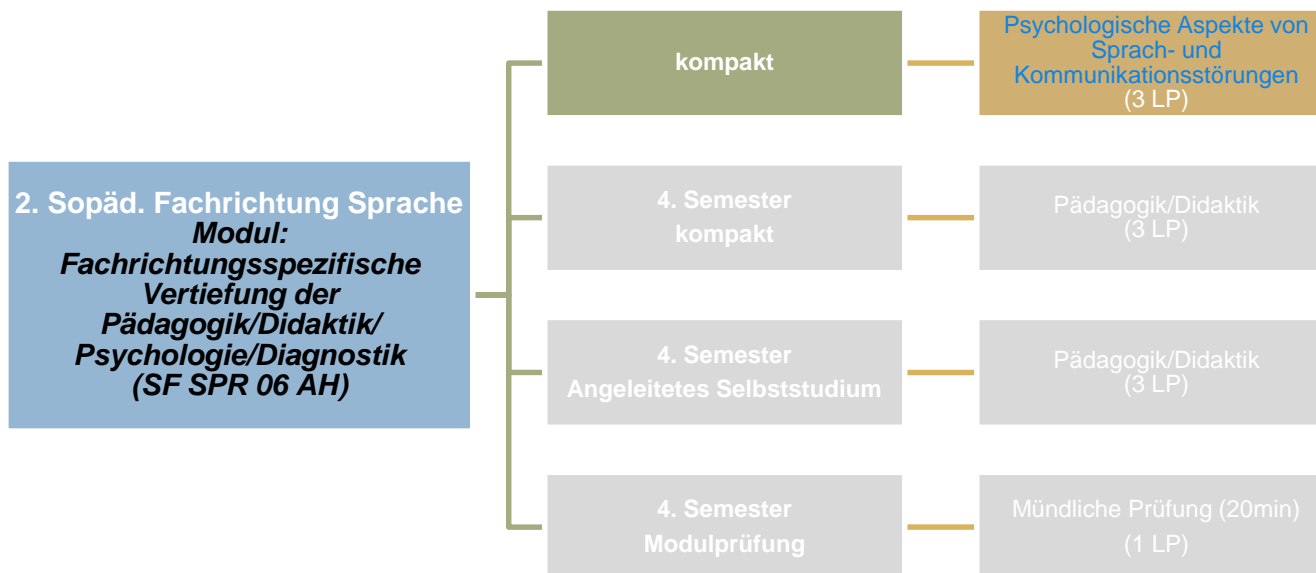 2. Sopäd. Fachrichtung Sprache
Modul:
Fachrichtungsspezifische
Vertiefung der
Pädagogik/Didaktik/
Psychologie/Diagnostik
(SF SPR 06 AH)
kompakt
Psychologische Aspekte von
Sprach- und
Kommunikationsstörungen
(3 LP)
4. Semester
kompakt
Pädagogik/Didaktik
(3 LP)
4. Semester
Angeleitetes Selbststudium
Pädagogik/Didaktik
(3 LP)
4. Semester
Modulprüfung
Mündliche Prüfung (20min)
(1 LP)